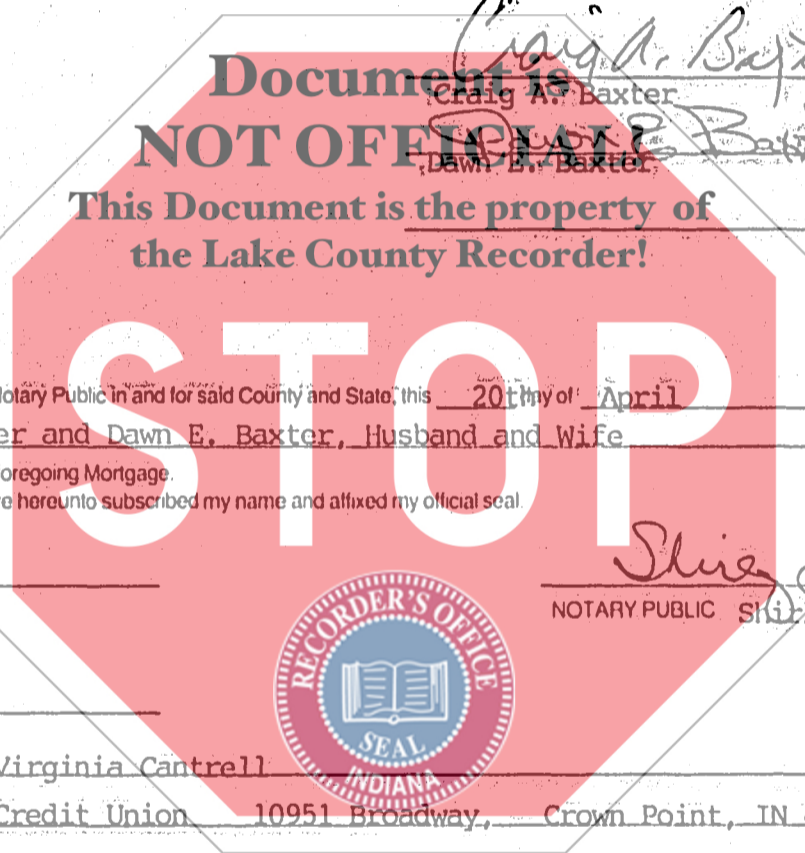 Craig A. Baxter
Document is
Craig A. Baxter
NOT OFFICIAL!
Dawn E. Baxter
This Document is the property of
the Lake County Recorder!
STOP
Notary Public in and for said County and State, this 20th day of April
er and Dawn E. Baxter, Husband and Wife
oregoing Mortgage.
e hereunto subscribed my name and affixed my official seal.
NOTARY PUBLIC
RECORDER'S OFFICE
SEAL
INDIANA
Virginia Cantrell
Credit Union 10951 Broadway, Crown Point, IN